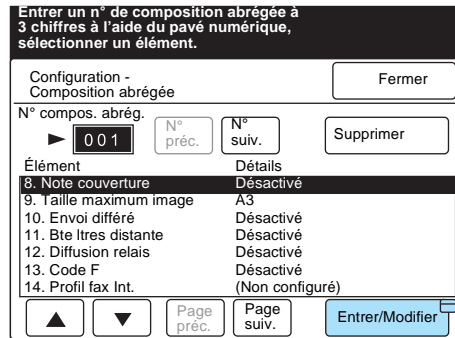 Entrer un n° de composition abrégée à
3 chiffres à l'aide du pavé numérique,
sélectionner un élément.
Configuration -
Composition abrégée
Fermer
N° compos. abrég.
001
N° préc.
N° suiv.
Supprimer
Élément Détails
8. Note couverture Désactivé
9. Taille maximum image A3
10. Envoi différé Désactivé
11. Bte ltres distante Désactivé
12. Diffusion relais Désactivé
13. Code F Désactivé
14. Profil fax Int. (Non configuré)
Page préc.
Page suiv.
Entrer/Modifier